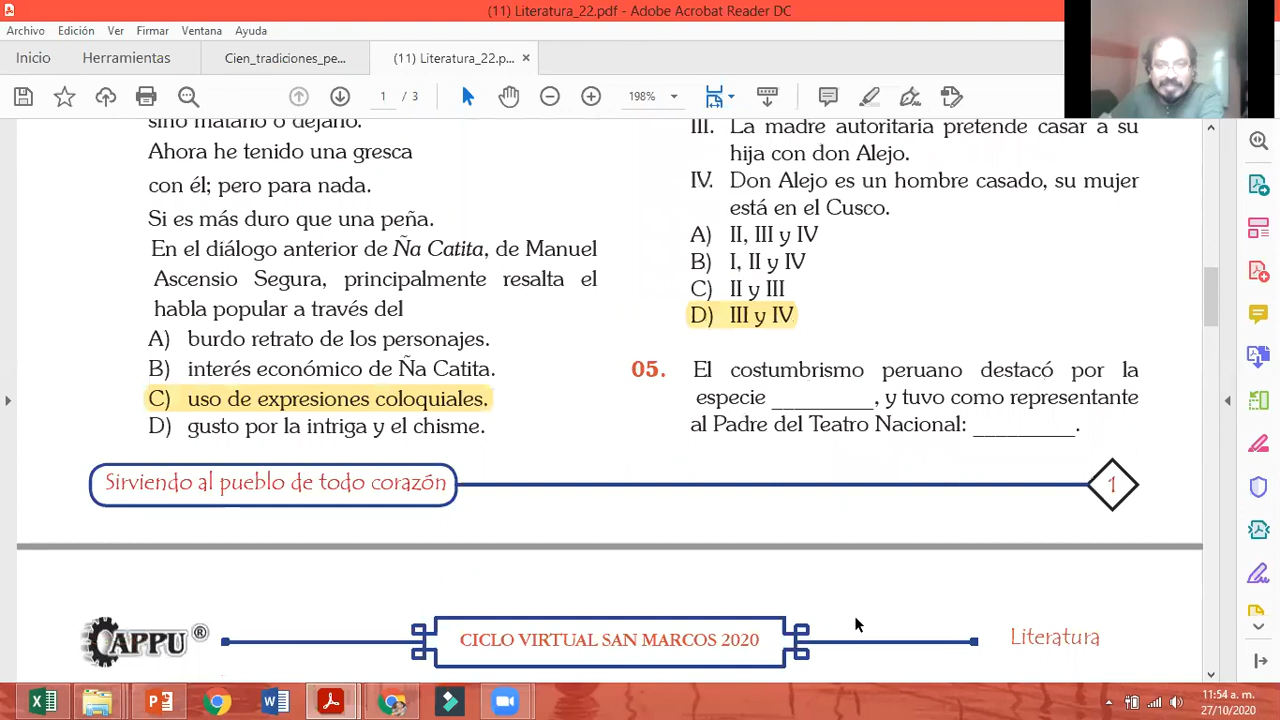 (11) Literatura_22.pdf - Adobe Acrobat Reader DC
Archivo Edición Ver Firmar Ventana Ayuda
Inicio Herramientas Cien_tradiciones_pe... (11) Literatura_22.p... ×
1 / 3 198%
sino matarlo o dejarlo.
Ahora he tenido una gresca
con él; pero para nada.
Si es más duro que una peña.
En el diálogo anterior de Ña Catita, de Manuel
Ascensio Segura, principalmente resalta el
habla popular a través del
A) burdo retrato de los personajes.
B) interés económico de Ña Catita.
C) uso de expresiones coloquiales.
D) gusto por la intriga y el chisme.
III. La madre autoritaria pretende casar a su
hija con don Alejo.
IV. Don Alejo es un hombre casado, su mujer
está en el Cusco.
A) II, III y IV
B) I, II y IV
C) II y III
D) III y IV
05. El costumbrismo peruano destacó por la
especie _________, y tuvo como representante
al Padre del Teatro Nacional: _________.
Sirviendo al pueblo de todo corazón
1
CAPPU ®
CICLO VIRTUAL SAN MARCOS 2020
Literatura
11:54 a. m.
27/10/2020